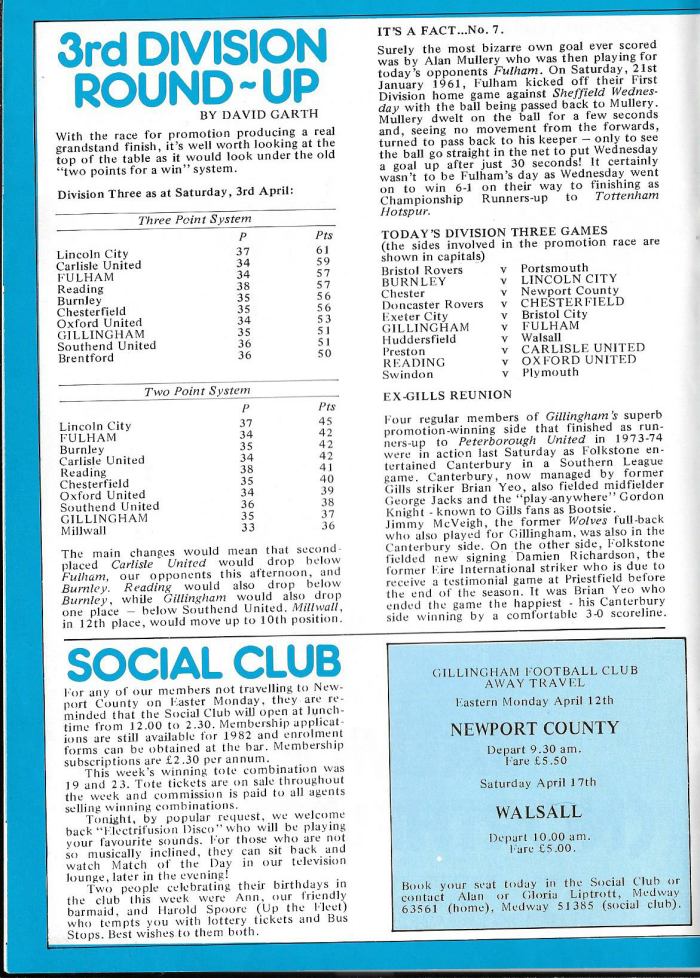 3rd DIVISION
ROUND~UP
BY DAVID GARTH
With the race for promotion producing a real
grandstand finish, it's well worth looking at the
top of the table as it would look under the old
"two points for a win" system.
Division Three as at Saturday, 3rd April:
Three Point System
P Pts
Lincoln City 37 61
Carlisle United 34 59
FULHAM 34 57
Reading 38 57
Burnley 35 56
Chesterfield 35 56
Oxford United 34 53
GILLINGHAM 35 51
Southend United 36 51
Brentford 36 50
Two Point System
P Pts
Lincoln City 37 45
FULHAM 34 42
Burnley 35 42
Carlisle United 34 42
Reading 38 41
Chesterfield 35 40
Oxford United 34 39
Southend United 36 38
GILLINGHAM 35 37
Millwall 33 36
The main changes would mean that second-
placed Carlisle United would drop below
Fulham, our opponents this afternoon, and
Burnley. Reading would also drop below
Burnley, while Gillingham would also drop
one place — below Southend United. Millwall,
in 12th place, would move up to 10th position.
IT'S A FACT...No. 7.
Surely the most bizarre own goal ever scored
was by Alan Mullery who was then playing for
today's opponents Fulham. On Saturday, 21st
January 1961, Fulham kicked off their First
Division home game against Sheffield Wednes-
day with the ball being passed back to Mullery.
Mullery dwelt on the ball for a few seconds
and, seeing no movement from the forwards,
turned to pass back to his keeper — only to see
the ball go straight in the net to put Wednesday
a goal up after just 30 seconds! It certainly
wasn't to be Fulham's day as Wednesday went
on to win 6-1 on their way to finishing as
Championship Runners-up to Tottenham
Hotspur.
TODAY'S DIVISION THREE GAMES
(the sides involved in the promotion race are
shown in capitals)
Bristol Rovers v Portsmouth
BURNLEY v LINCOLN CITY
Chester v Newport County
Doncaster Rovers v CHESTERFIELD
Exeter City v Bristol City
GILLINGHAM v FULHAM
Huddersfield v Walsall
Preston v CARLISLE UNITED
READING v OXFORD UNITED
Swindon v Plymouth
EX-GILLS REUNION
Four regular members of Gillingham's superb
promotion-winning side that finished as run-
ners-up to Peterborough United in 1973-74
were in action last Saturday as Folkstone en-
tertained Canterbury in a Southern League
game. Canterbury, now managed by former
Gills striker Brian Yeo, also fielded midfielder
George Jacks and the "play-anywhere" Gordon
Knight - known to Gills fans as Bootsie.
Jimmy McVeigh, the former Wolves full-back
who also played for Gillingham, was also in the
Canterbury side. On the other side, Folkstone
fielded new signing Damien Richardson, the
former Eire International striker who is due to
receive a testimonial game at Priestfield before
the end of the season. It was Brian Yeo who
ended the game the happiest - his Canterbury
side winning by a comfortable 3-0 scoreline.
SOCIAL CLUB
For any of our members not travelling to New-
port County on Easter Monday, they are re-
minded that the Social Club will open at lunch-
time from 12.00 to 2.30. Membership applicat-
ions are still available for 1982 and enrolment
forms can be obtained at the bar. Membership
subscriptions are £2.30 per annum.
This week's winning tote combination was
19 and 23. Tote tickets are on sale throughout
the week and commission is paid to all agents
selling winning combinations.
Tonight, by popular request, we welcome
back "Electrifusion Disco" who will be playing
your favourite sounds. For those who are not
so musically inclined, they can sit back and
watch Match of the Day in our television
lounge, later in the evening!
Two people celebrating their birthdays in
the club this week were Ann, our friendly
barmaid, and Harold Spoore (Up the Fleet)
who tempts you with lottery tickets and Bus
Stops. Best wishes to them both.
GILLINGHAM FOOTBALL CLUB
AWAY TRAVEL
Eastern Monday April 12th
NEWPORT COUNTY
Depart 9.30 am.
Fare £5.50
Saturday April 17th
WALSALL
Depart 10.00 am.
Fare £5.00.
Book your seat today in the Social Club or
contact Alan or Gloria Liptrott, Medway
63561 (home), Medway 51385 (social club).